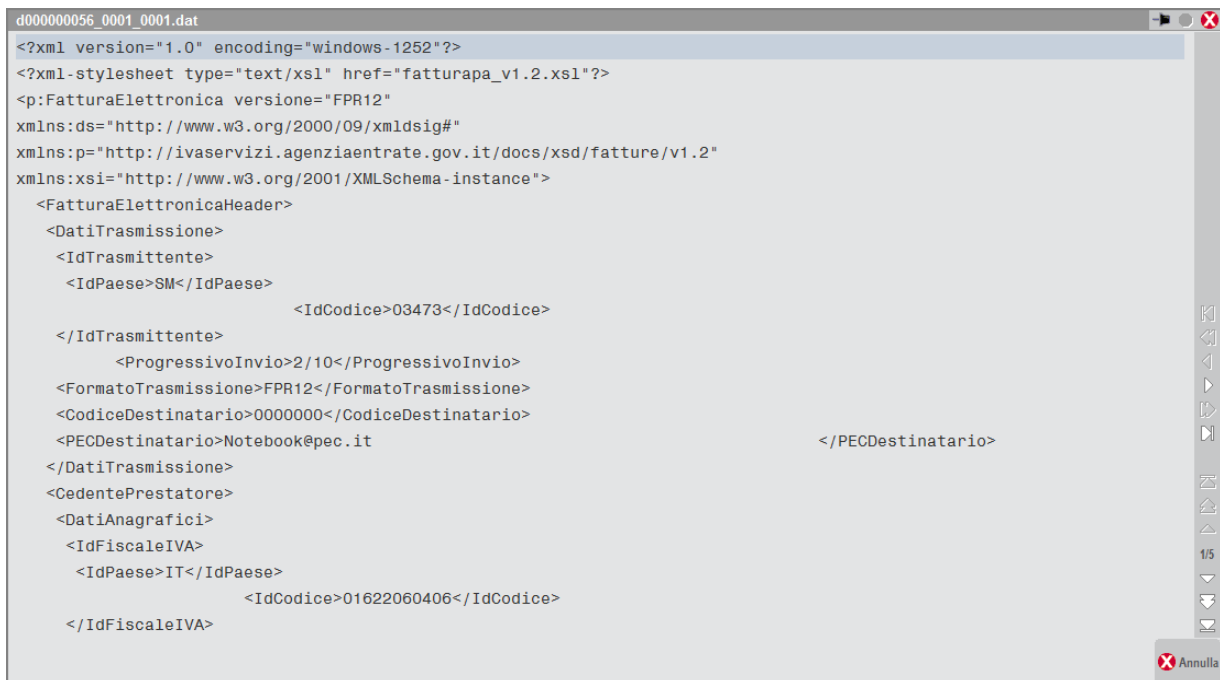 d000000056_0001_0001.dat
<?xml version="1.0" encoding="windows-1252"?>
<?xml-stylesheet type="text/xsl" href="fatturapa_v1.2.xsl"?>
<p:FatturaElettronica versione="FPR12"
xmlns:ds="http://www.w3.org/2000/09/xmldsig#"
xmlns:p="http://ivaservizi.agenziaentrate.gov.it/docs/xsd/fatture/v1.2"
xmlns:xsi="http://www.w3.org/2001/XMLSchema-instance">
<FatturaElettronicaHeader>
<DatiTrasmissione>
<IdTrasmittente>
<IdPaese>SM</IdPaese>
<IdCodice>03473</IdCodice>
</IdTrasmittente>
<ProgressivoInvio>2/10</ProgressivoInvio>
<FormatoTrasmissione>FPR12</FormatoTrasmissione>
<CodiceDestinatario>0000000</CodiceDestinatario>
<PECDestinatario>Notebook@pec.it </PECDestinatario>
</DatiTrasmissione>
<CedentePrestatore>
<DatiAnagrafici>
<IdFiscaleIVA>
<IdPaese>IT</IdPaese>
<IdCodice>01622060406</IdCodice>
</IdFiscaleIVA>
1/5
Annulla